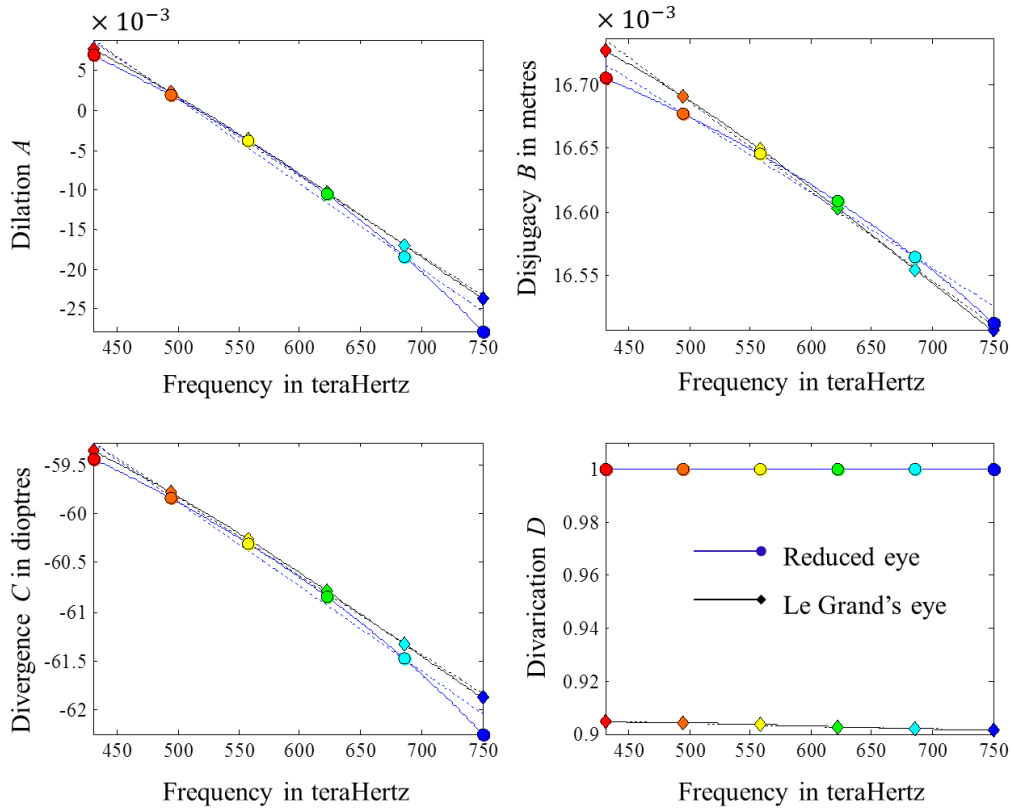 × 10⁻³
5
0
-5
-10
-15
-20
-25
450 500 550 600 650 700 750
Dilation A
Frequency in teraHertz
× 10⁻³
16.70
16.65
16.60
16.55
450 500 550 600 650 700 750
Disjugacy B in metres
Frequency in teraHertz
-59.5
-60
-60.5
-61
-61.5
-62
450 500 550 600 650 700 750
Divergence C in dioptres
Frequency in teraHertz
1
0.98
0.96
0.94
0.92
0.9
450 500 550 600 650 700 750
Divarication D
Reduced eye
Le Grand's eye
Frequency in teraHertz